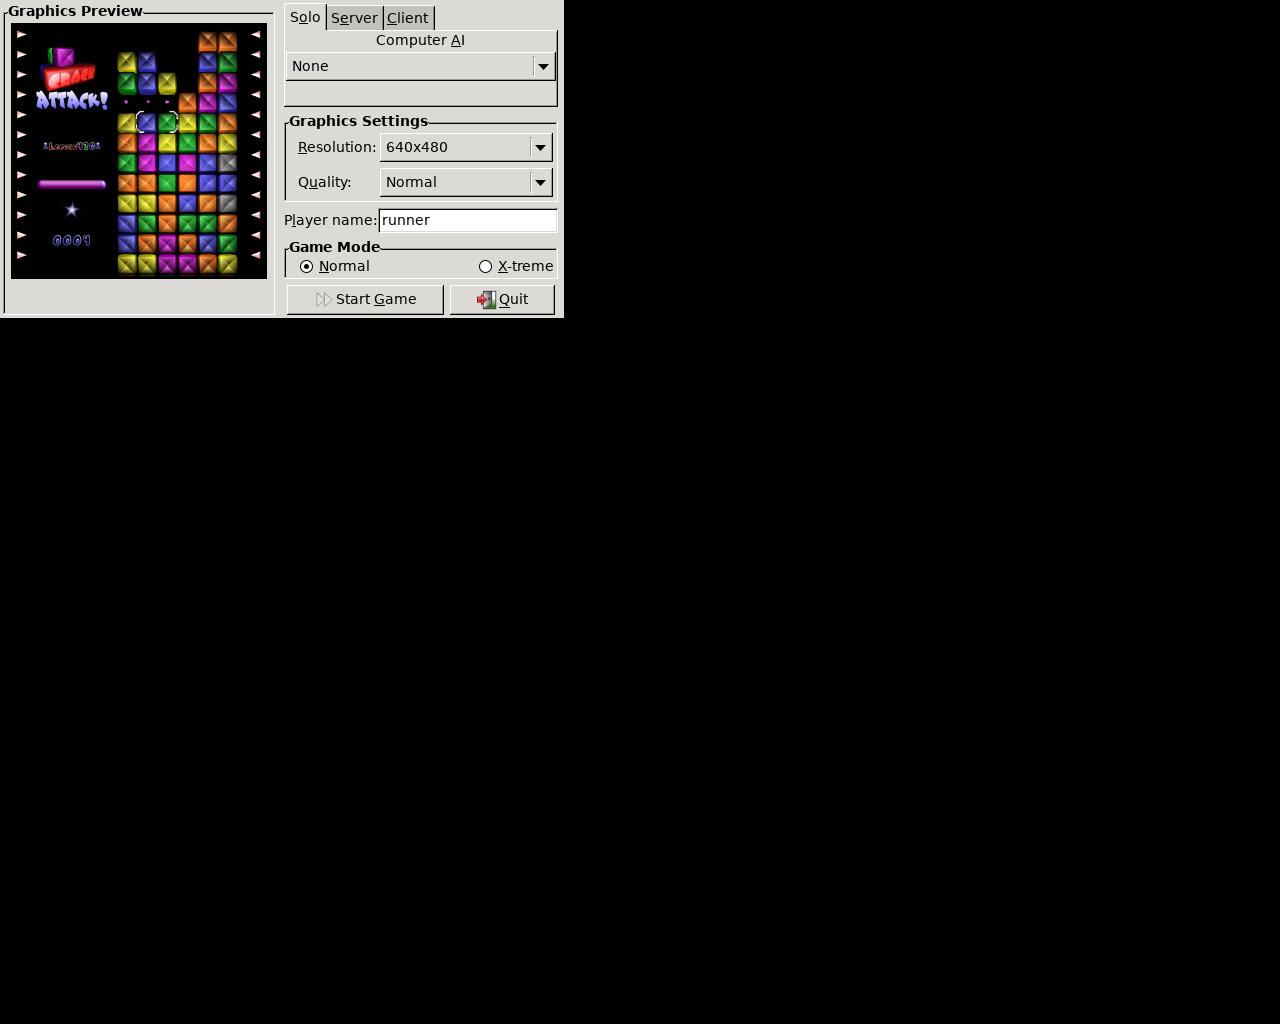 Graphics Preview
CRACK
ATTACK!
0004
Solo
Server
Client
Computer AI
None
Graphics Settings
Resolution:
640x480
Quality:
Normal
Player name:
runner
Game Mode
Normal
X-treme
Start Game
Quit